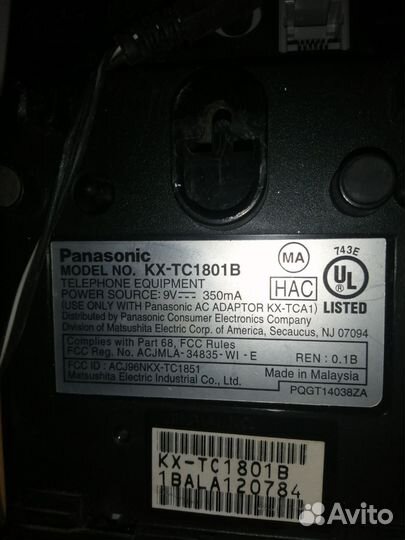 Panasonic
MODEL NO. KX-TC1801B
TELEPHONE EQUIPMENT
POWER SOURCE: 9V⎓ 350mA
(USE ONLY WITH Panasonic AC ADAPTOR KX-TCA1)
Distributed by Panasonic Consumer Electronics Company
Division of Matsushita Electric Corp. of America, Secaucus, NJ 07094
MA
HAC
743E
UL
LISTED
Complies with Part 68, FCC Rules
FCC Reg. No. ACJMLA-34835-WI-E
REN : 0.1B
FCC ID : ACJ96NKX-TC1851
Matsushita Electric Industrial Co., Ltd.
Made in Malaysia
PQGT14038ZA
KX-TC1801B
1BALA120784
Avito